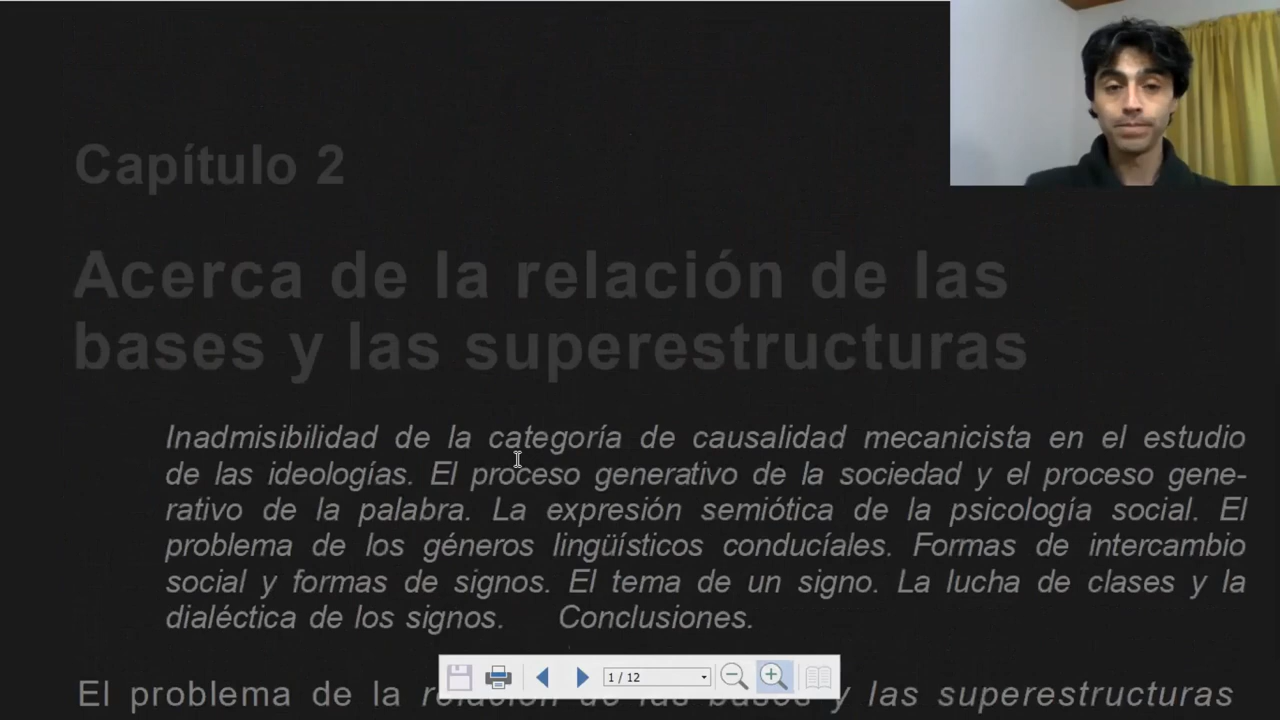 Capítulo 2
Acerca de la relación de las
bases y las superestructuras
Inadmisibilidad de la categoría de causalidad mecanicista en el estudio
de las ideologías. El proceso generativo de la sociedad y el proceso gene-
rativo de la palabra. La expresión semiótica de la psicología social. El
problema de los géneros lingüísticos conducíales. Formas de intercambio
social y formas de signos. El tema de un signo. La lucha de clases y la
dialéctica de los signos. Conclusiones.
El problema de la relación de las bases y las superestructuras
1 / 12